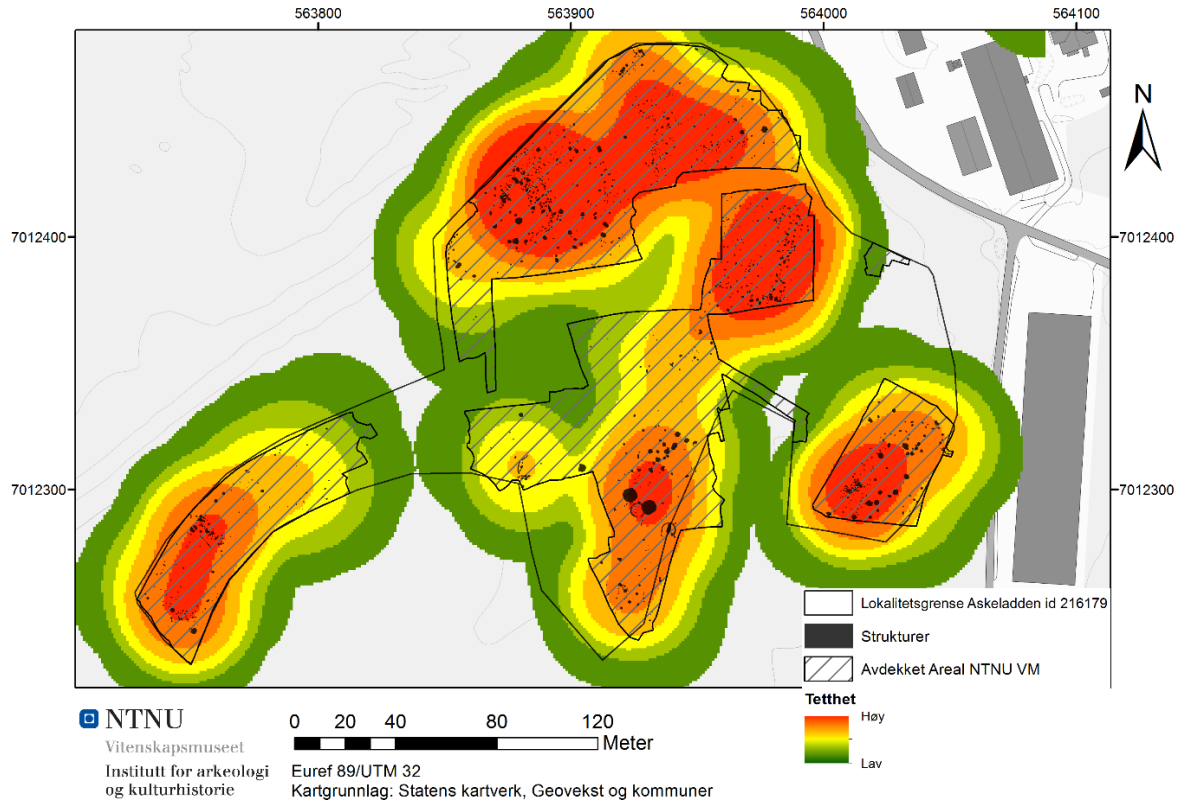 563800 563900 564000 564100
7012400 7012400
7012300 7012300
N
Lokalitetsgrense Askeladden id 216179
Strukturer
Avdekket Areal NTNU VM
Tetthet
Høy
Lav
NTNU
Vitenskapsmuseet
Institutt for arkeologi
og kulturhistorie
0 20 40 80 120
Meter
Euref 89/UTM 32
Kartgrunnlag: Statens kartverk, Geovekst og kommuner